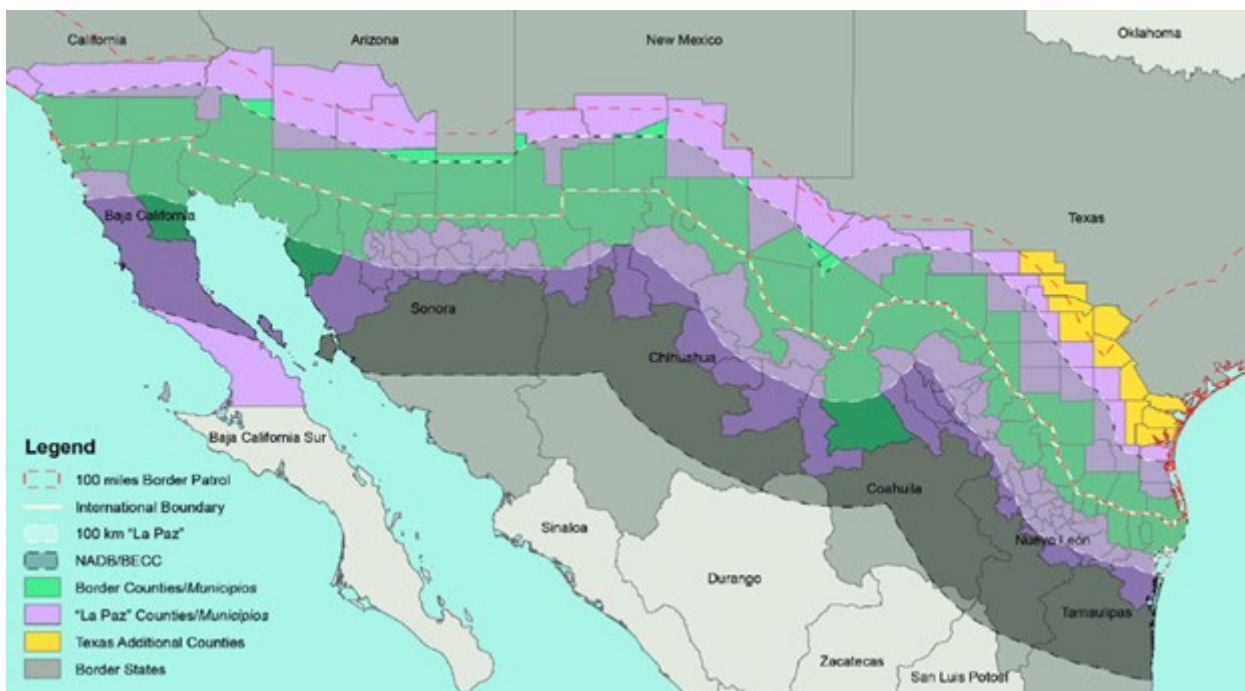 California
Arizona
New Mexico
Oklahoma
Texas
Baja California
Sonora
Chihuahua
Coahuila
Nuevo León
Tamaulipas
Baja California Sur
Sinaloa
Durango
Zacatecas
San Luis Potosí
Legend
100 miles Border Patrol
International Boundary
100 km "La Paz"
NADB/BECC
Border Counties/Municipios
"La Paz" Counties/Municípios
Texas Additional Counties
Border States